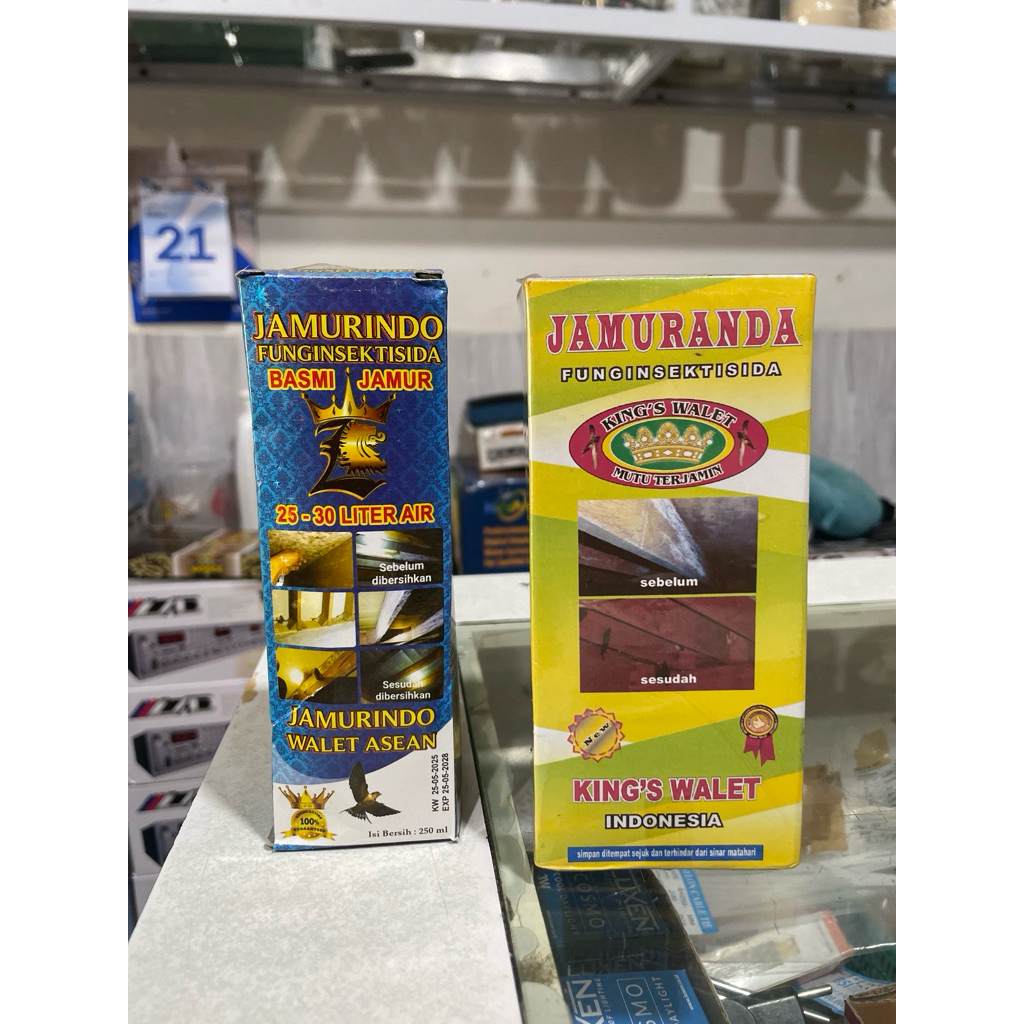 21
JAMURINDO
FUNGINSEKTISIDA
BASMI JAMUR
25 - 30 LITER AIR
Sebelum
dibersihkan
Sesudah
dibersihkan
JAMURINDO
WALET ASEAN
KW 25-05-2025
EXP 25-05-2028
100%
Isi Bersih : 250 ml
JAMURANDA
FUNGINSEKTISIDA
KING'S WALET
MUTU TERJAMIN
sebelum
sesudah
New
KING'S WALET
INDONESIA
simpan ditempat sejuk dan terhindar dari sinar matahari